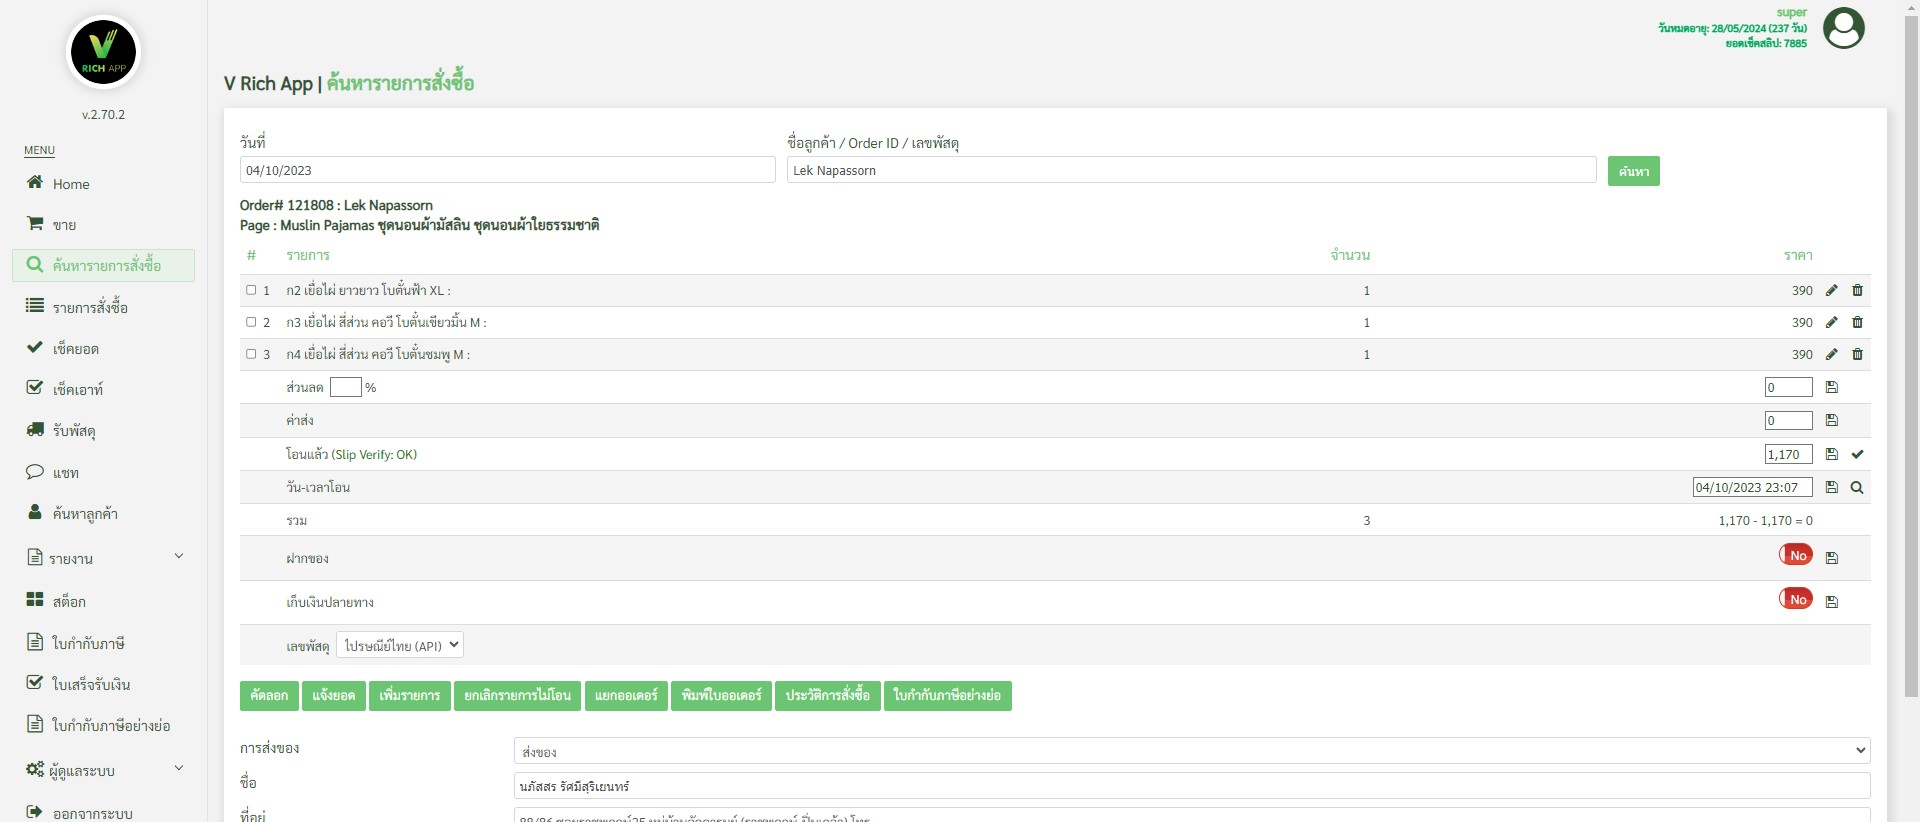 super
วันหมดอายุ: 28/05/2024 (237 วัน)
ยอดเช็คสลิป: 7885
V
RICH APP
v.2.70.2
MENU
Home
ขาย
ค้นหารายการสั่งซื้อ
รายการสั่งซื้อ
เช็คยอด
เช็คเอาท์
รับพัสดุ
แชท
ค้นหาลูกค้า
รายงาน
สต็อก
ใบกำกับภาษี
ใบเสร็จรับเงิน
ใบกำกับภาษีอย่างย่อ
ผู้ดูแลระบบ
ออกจากระบบ
V Rich App | ค้นหารายการสั่งซื้อ
วันที่ ชื่อลูกค้า / Order ID / เลขพัสดุ
04/10/2023 Lek Napassorn ค้นหา
Order# 121808 : Lek Napassorn
Page : Muslin Pajamas ชุดนอนผ้ามัสลิน ชุดนอนผ้าใยธรรมชาติ
# รายการ จำนวน ราคา
1 ก2 เยื่อไผ่ ยาวยาว โบตั๋นฟ้า XL : 1 390
2 ก3 เยื่อไผ่ สี่ส่วน คอวี โบตั๋นเขียวมิ้น M : 1 390
3 ก4 เยื่อไผ่ สี่ส่วน คอวี โบตั๋นชมพู M : 1 390
ส่วนลด % 0
ค่าส่ง 0
โอนแล้ว (Slip Verify: OK) 1,170
วัน-เวลาโอน 04/10/2023 23:07
รวม 3 1,170 - 1,170 = 0
ฝากของ No
เก็บเงินปลายทาง No
เลขพัสดุ ไปรษณีย์ไทย (API)
คัดลอก แจ้งยอด เพิ่มรายการ ยกเลิกรายการไม่โอน แยกออเดอร์ พิมพ์ใบออเดอร์ ประวัติการสั่งซื้อ ใบกำกับภาษีอย่างย่อ
การส่งของ ส่งของ
ชื่อ นภัสสร รัศมีสุริเยนทร์
ที่อยู่